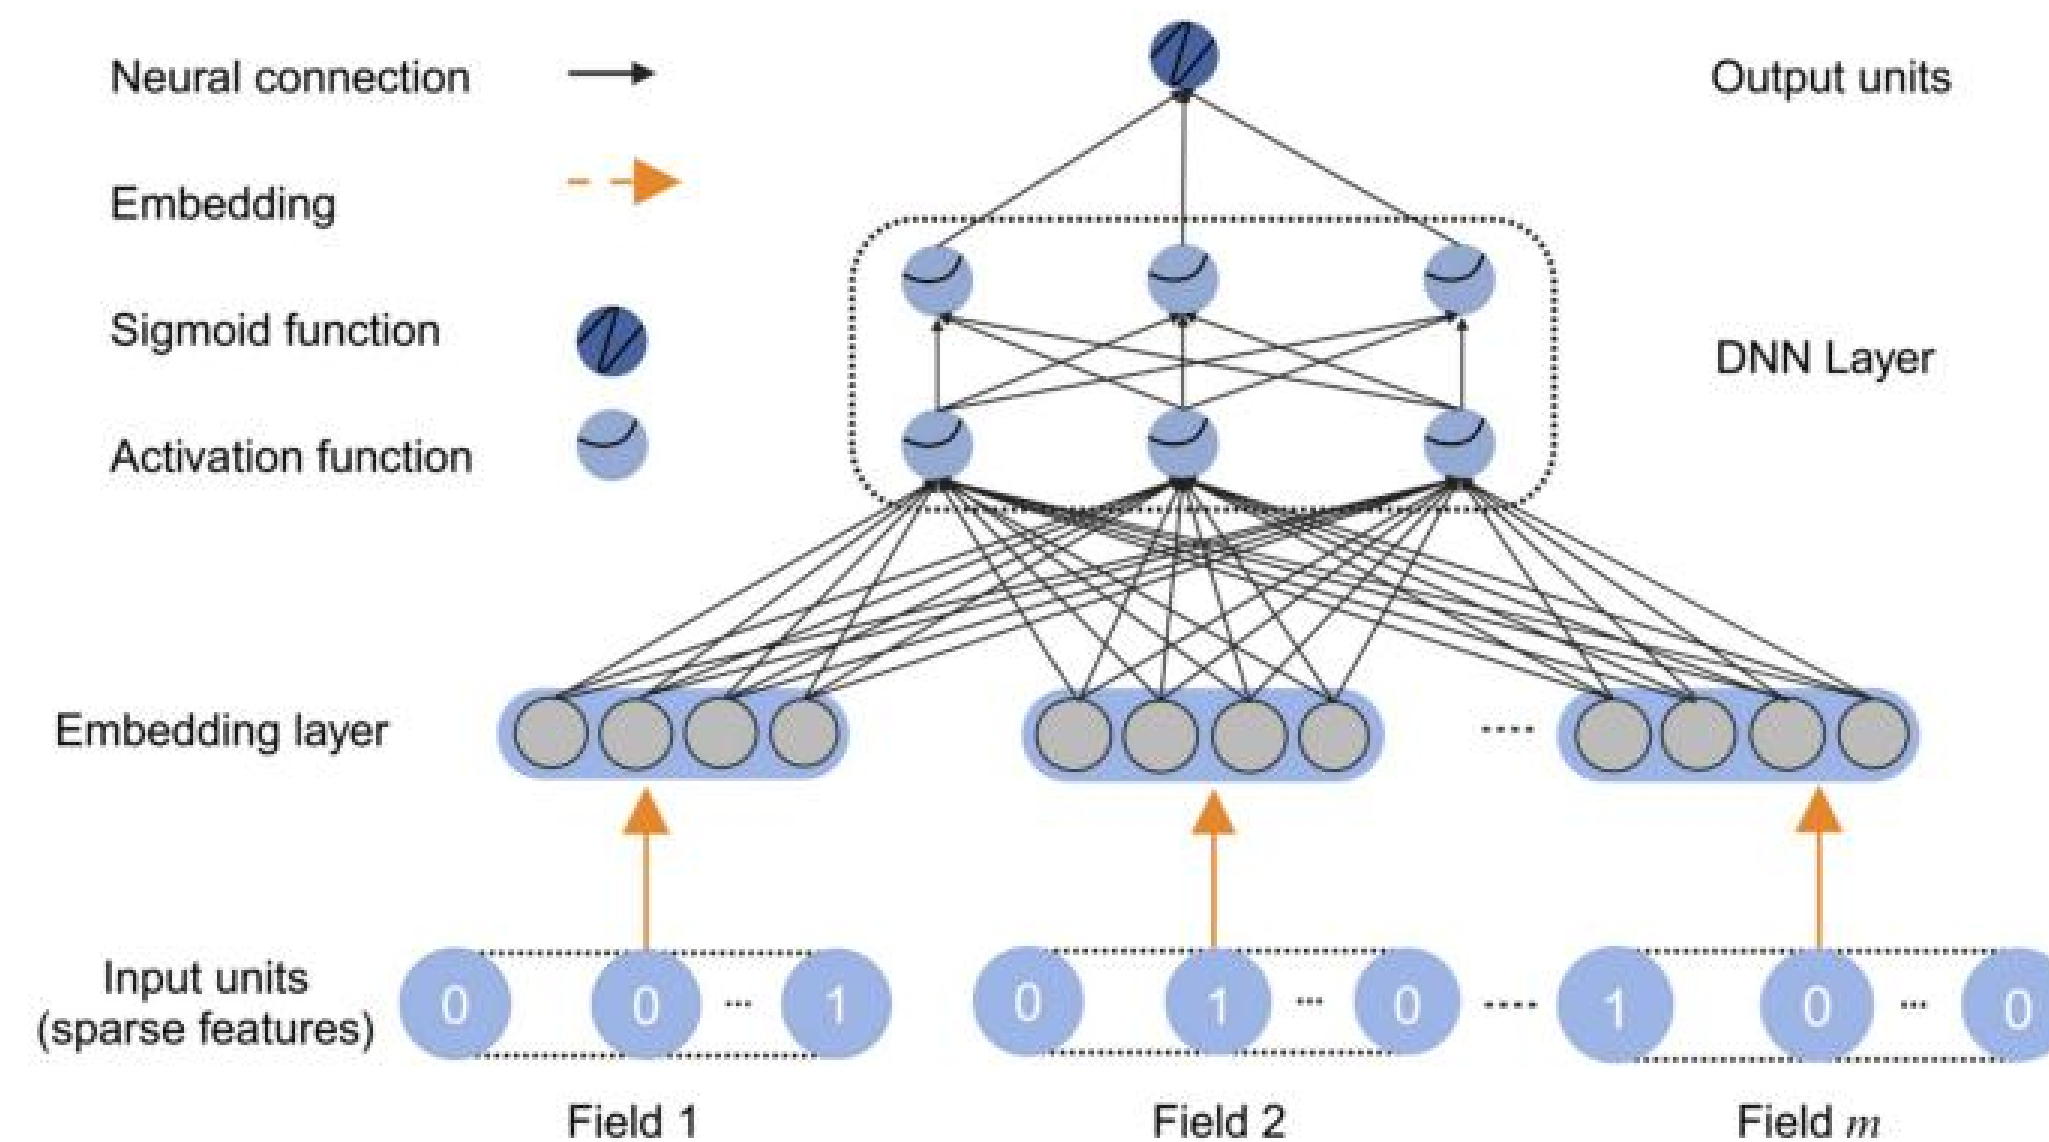 Neural connection
Output units
Embedding
Sigmoid function
DNN Layer
Activation function
Embedding layer
....
Input units
(sparse features)
0 0 ... 1 0 1 ... 0 .... 1 0 ... 0
Field 1 Field 2 Field m